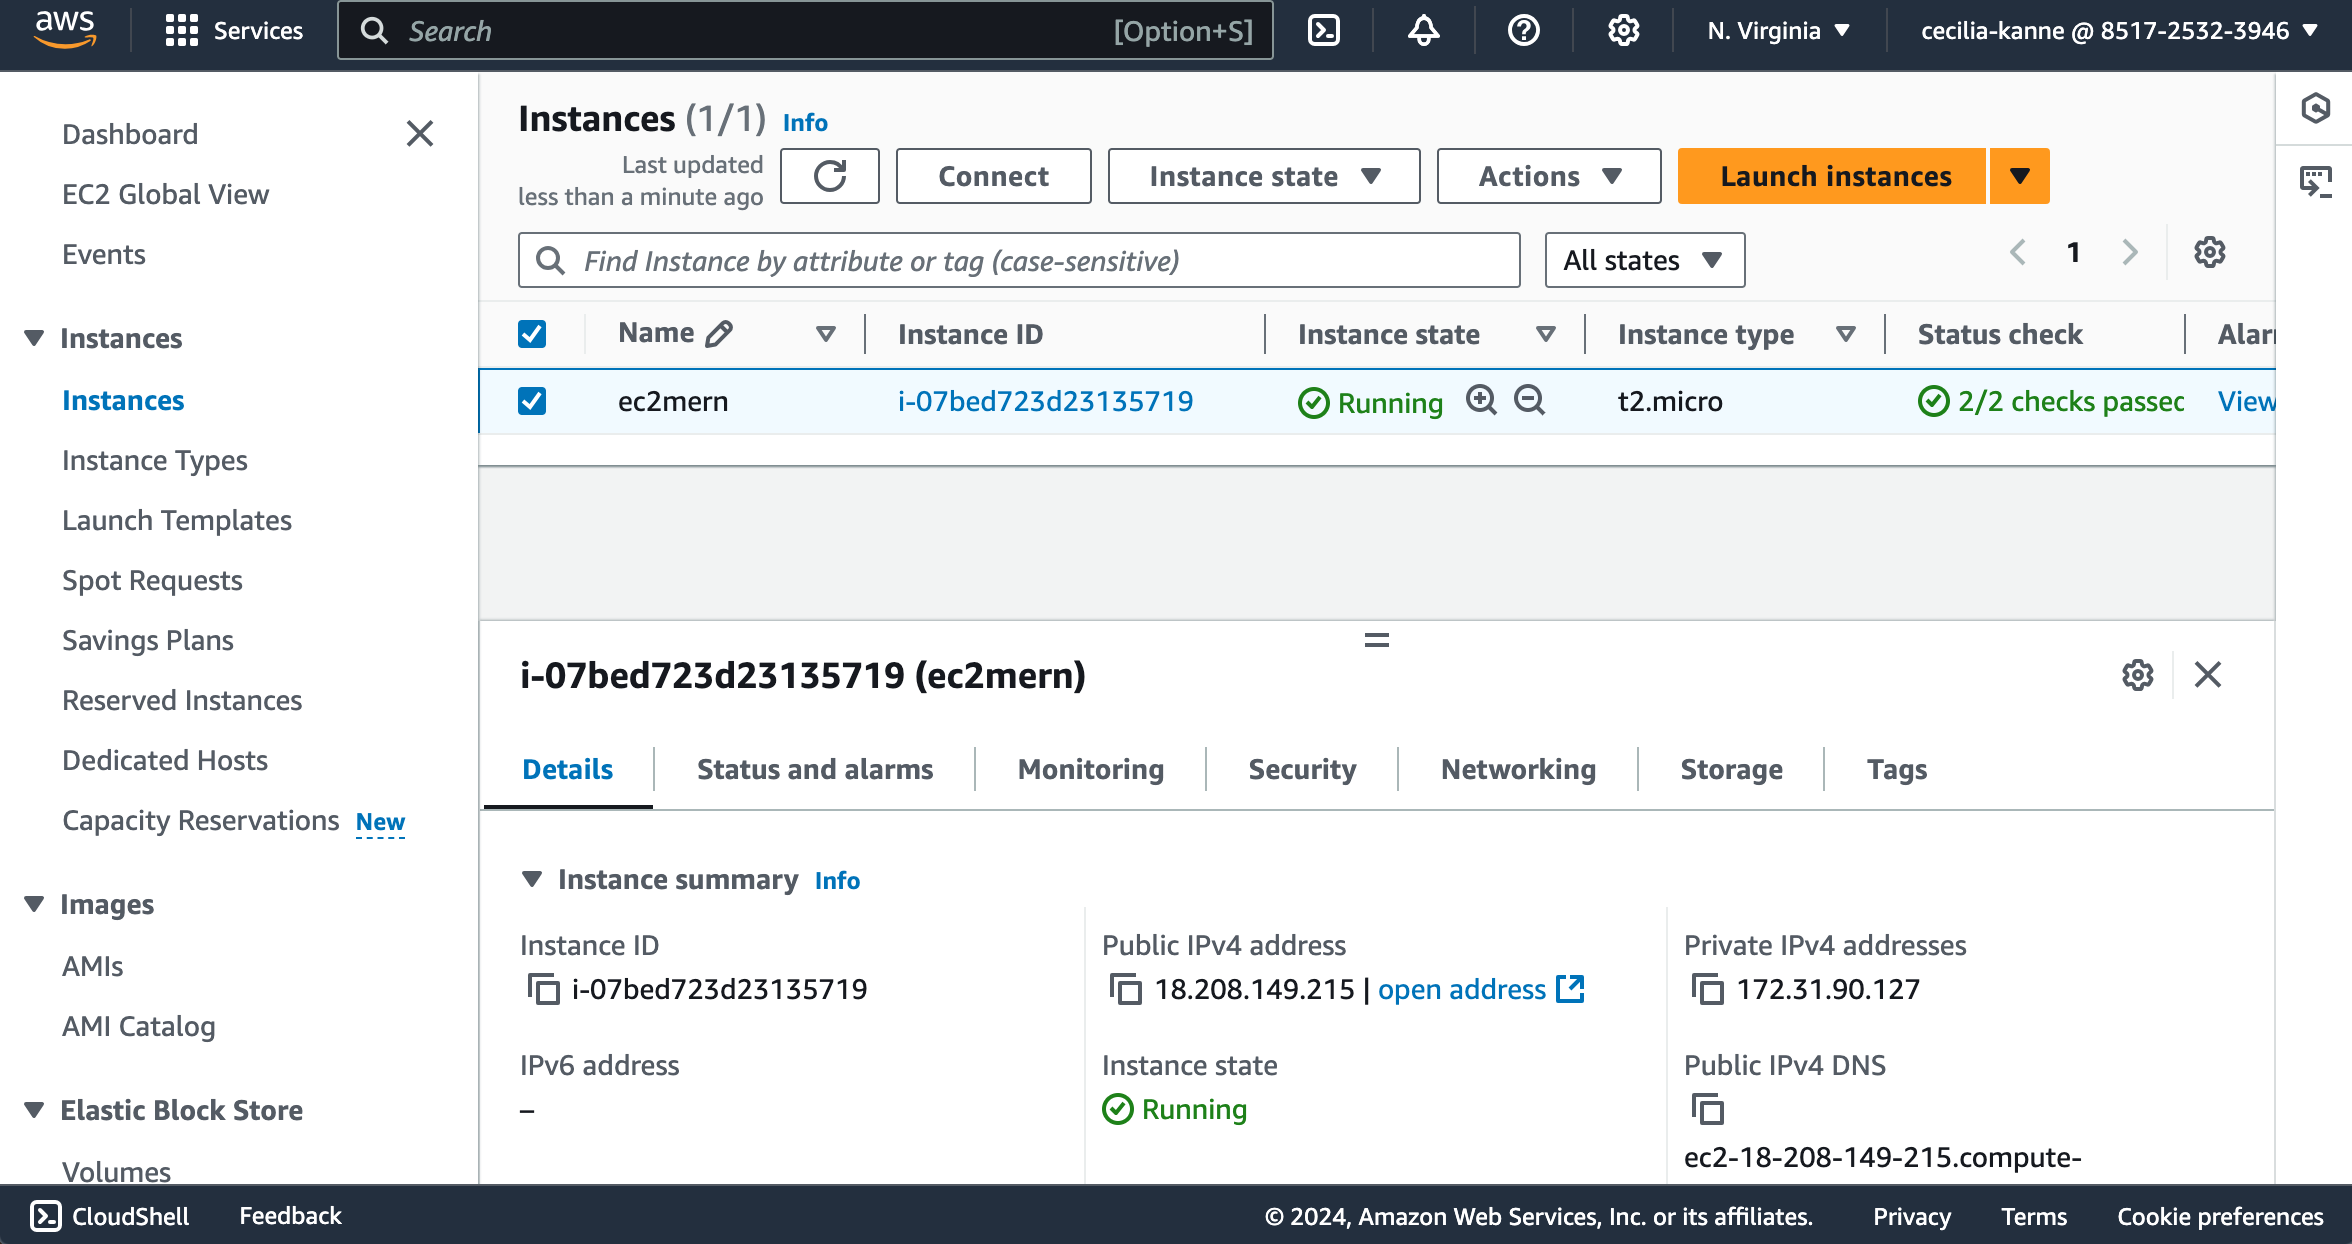 aws
Services
Search [Option+S]
N. Virginia
cecilia-kanne @ 8517-2532-3946
Dashboard
EC2 Global View
Events
Instances
Instances
Instance Types
Launch Templates
Spot Requests
Savings Plans
Reserved Instances
Dedicated Hosts
Capacity Reservations New
Images
AMIs
AMI Catalog
Elastic Block Store
Volumes
Instances (1/1) Info
Last updated
less than a minute ago
Connect
Instance state
Actions
Launch instances
Find Instance by attribute or tag (case-sensitive)
All states
1
Name Instance ID Instance state Instance type Status check Alar
ec2mern i-07bed723d23135719 Running t2.micro 2/2 checks passed View
i-07bed723d23135719 (ec2mern)
Details Status and alarms Monitoring Security Networking Storage Tags
Instance summary Info
Instance ID
i-07bed723d23135719
Public IPv4 address
18.208.149.215 | open address
Private IPv4 addresses
172.31.90.127
IPv6 address
–
Instance state
Running
Public IPv4 DNS
ec2-18-208-149-215.compute-
CloudShell Feedback © 2024, Amazon Web Services, Inc. or its affiliates. Privacy Terms Cookie preferences